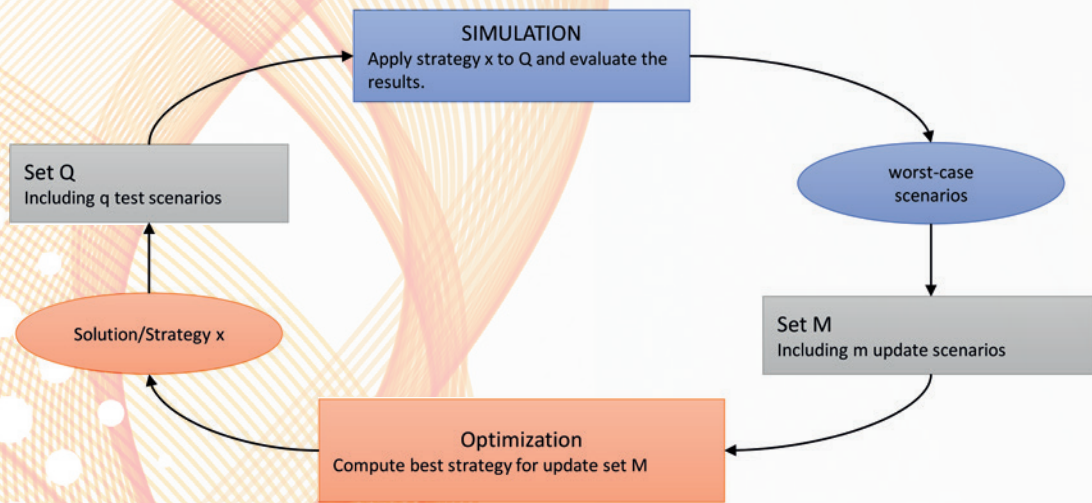 SIMULATION
Apply strategy x to Q and evaluate the
results.
Set Q
Including q test scenarios
worst-case
scenarios
Solution/Strategy x
Set M
Including m update scenarios
Optimization
Compute best strategy for update set M